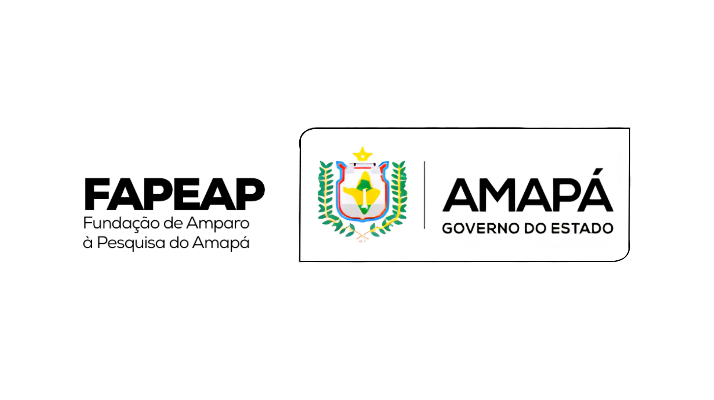 FAPEAP
Fundação de Amparo
à Pesquisa do Amapá
AMAPÁ
GOVERNO DO ESTADO